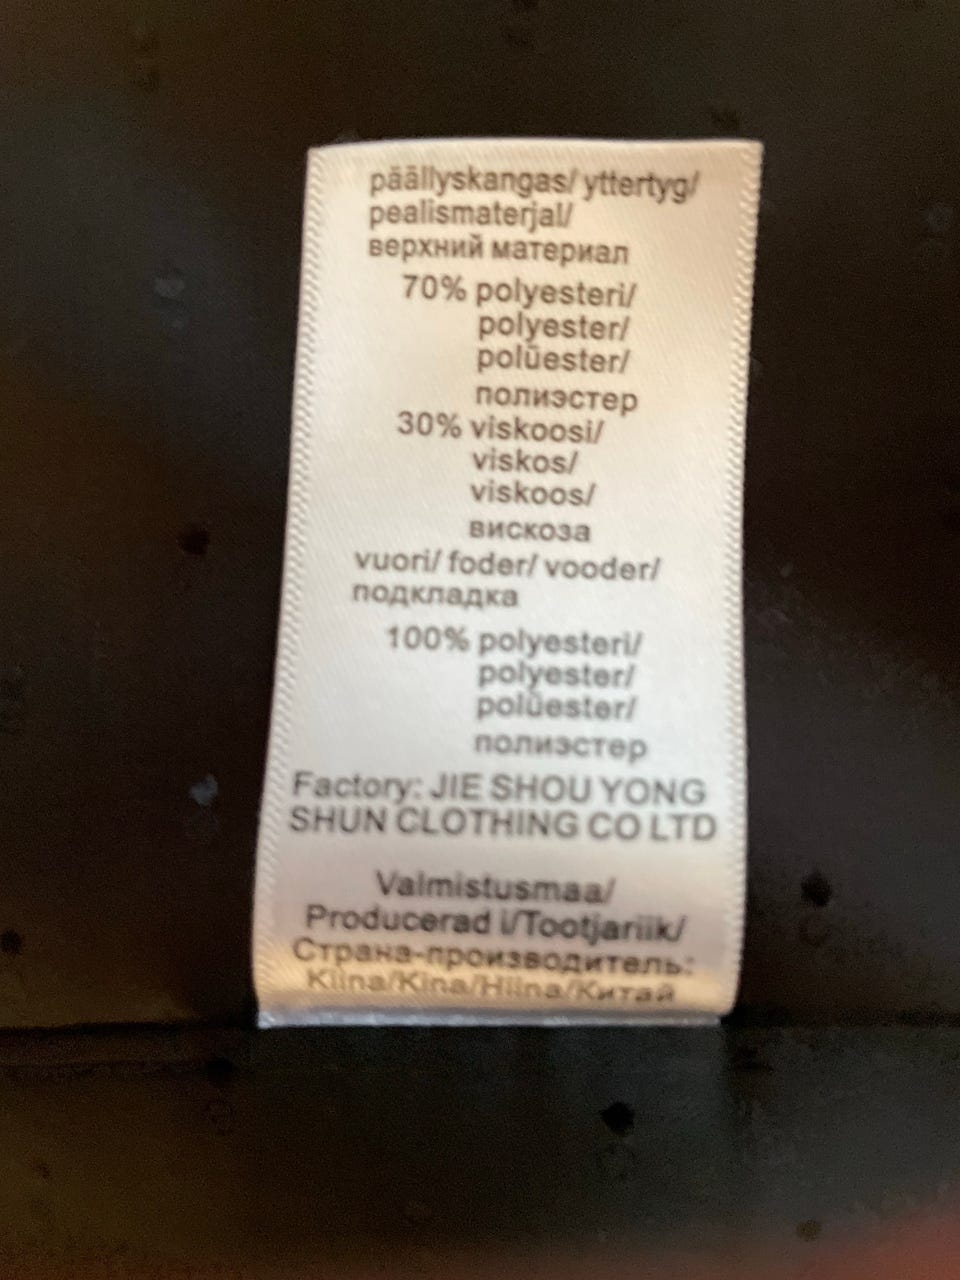 päällyskangas/ yttertyg/
pealismaterjal/
верхний материал
70% polyesteri/
polyester/
polüester/
полиэстер
30% viskoosi/
viskos/
viskoos/
вискоза
vuori/ foder/ vooder/
подкладка
100% polyesteri/
polyester/
polüester/
полиэстер
Factory: JIE SHOU YONG
SHUN CLOTHING CO LTD
Valmistusmaa/
Producerad i/Tootjariik/
Страна-производитель:
Kiina/Kina/Hiina/Китай